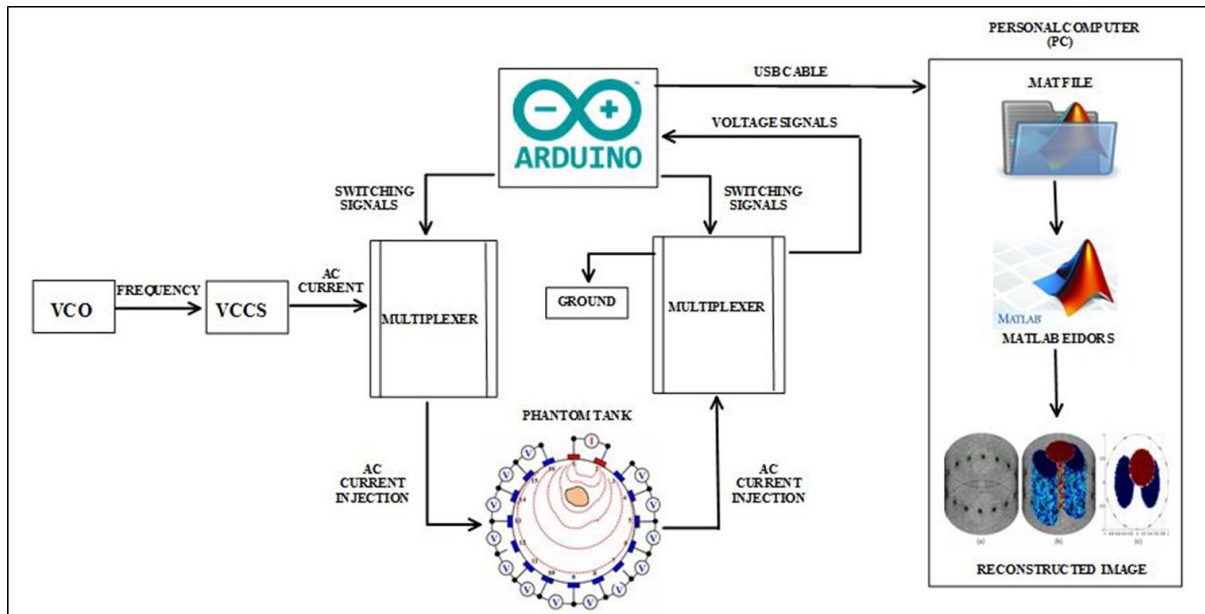 PERSONAL COMPUTER
(PC)
USB CABLE
.MAT FILE
VOLTAGE SIGNALS
ARDUINO
SWITCHING
SIGNALS
SWITCHING
SIGNALS
VCO
FREQUENCY
VCCS
AC
CURRENT
MULTIPLEXER
GROUND
MULTIPLEXER
MATLAB
MATLAB EIDORS
PHANTOM TANK
AC
CURRENT
INJECTION
I
V
V
V
V
V
V
V
V
V
V
V
V
V
AC
CURRENT
INJECTION
(a)
(b)
(c)
RECONSTRUCTED IMAGE